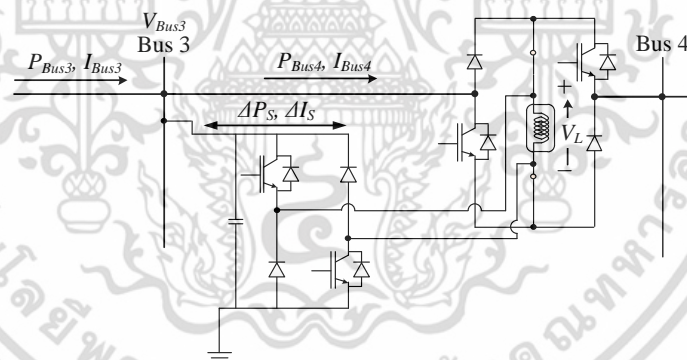 V_Bus3
Bus 3
Bus 4
P_Bus3, I_Bus3
P_Bus4, I_Bus4
ΔP_S, ΔI_S
+
V_L
−